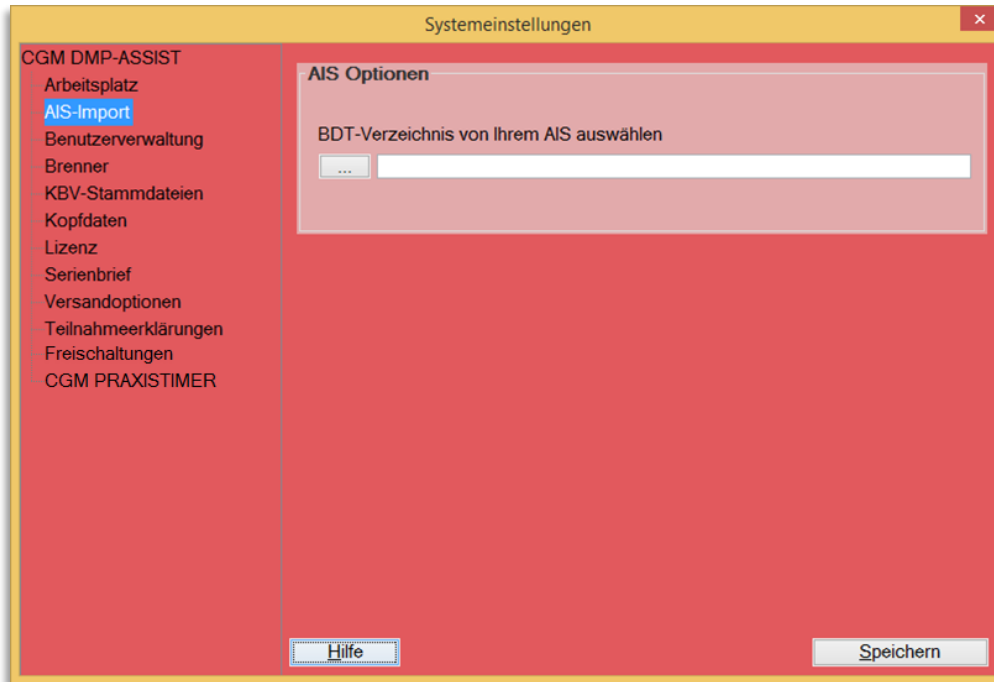 Systemeinstellungen
CGM DMP-ASSIST
Arbeitsplatz
AIS-Import
Benutzerverwaltung
Brenner
KBV-Stammdateien
Kopfdaten
Lizenz
Serienbrief
Versandoptionen
Teilnahmeerklärungen
Freischaltungen
CGM PRAXISTIMER
AIS Optionen
BDT-Verzeichnis von Ihrem AIS auswählen
...
Hilfe
Speichern